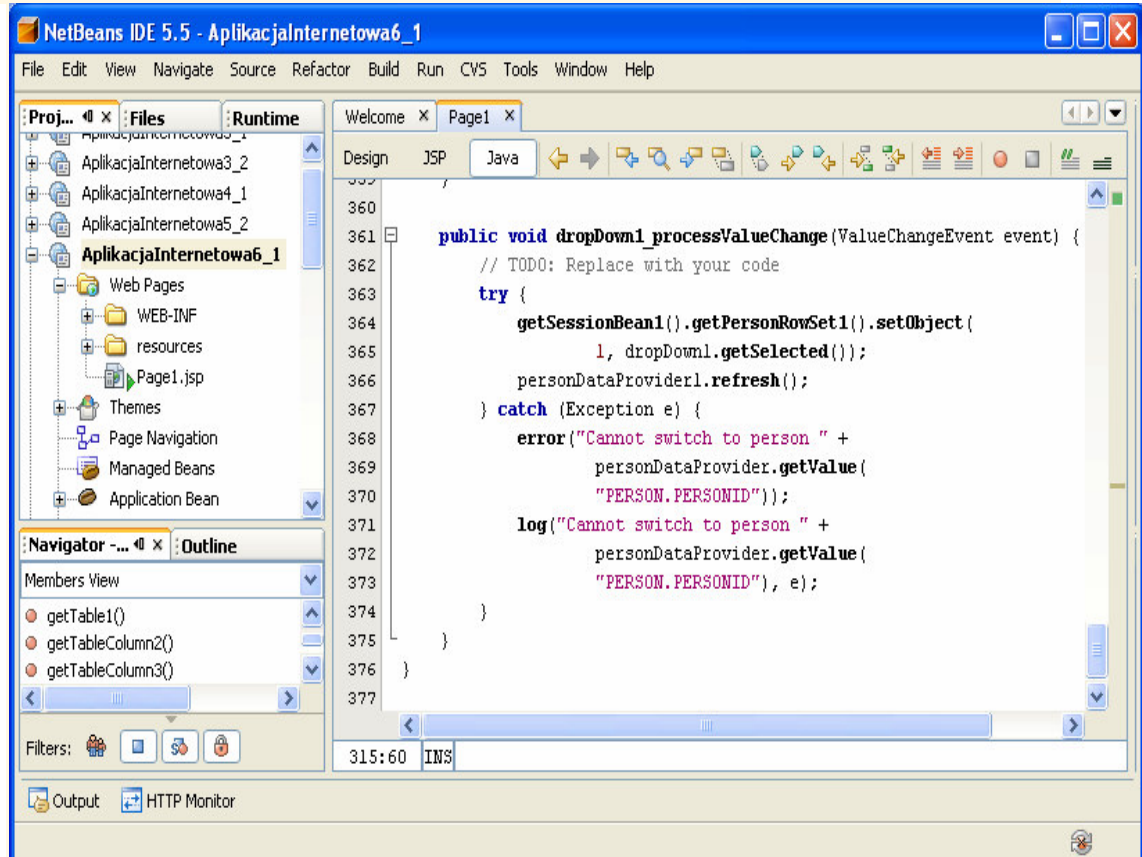 NetBeans IDE 5.5 - AplikacjaInternetowa6_1
File Edit View Navigate Source Refactor Build Run CVS Tools Window Help
Proj... Files Runtime
AplikacjaInternetowa3_1
AplikacjaInternetowa3_2
AplikacjaInternetowa4_1
AplikacjaInternetowa5_2
AplikacjaInternetowa6_1
Web Pages
WEB-INF
resources
Page1.jsp
Themes
Page Navigation
Managed Beans
Application Bean
Navigator -... Outline
Members View
getTable1()
getTableColumn2()
getTableColumn3()
Filters:
Welcome Page1
Design JSP Java
359 }
360
361 public void dropDown1_processValueChange(ValueChangeEvent event) {
362 // TODO: Replace with your code
363 try {
364 getSessionBean1().getPersonRowSet1().setObject(
365 1, dropDown1.getSelected());
366 personDataProvider1.refresh();
367 } catch (Exception e) {
368 error("Cannot switch to person " +
369 personDataProvider.getValue(
370 "PERSON.PERSONID"));
371 log("Cannot switch to person " +
372 personDataProvider.getValue(
373 "PERSON.PERSONID"), e);
374 }
375 }
376 }
377
315:60 INS
Output HTTP Monitor